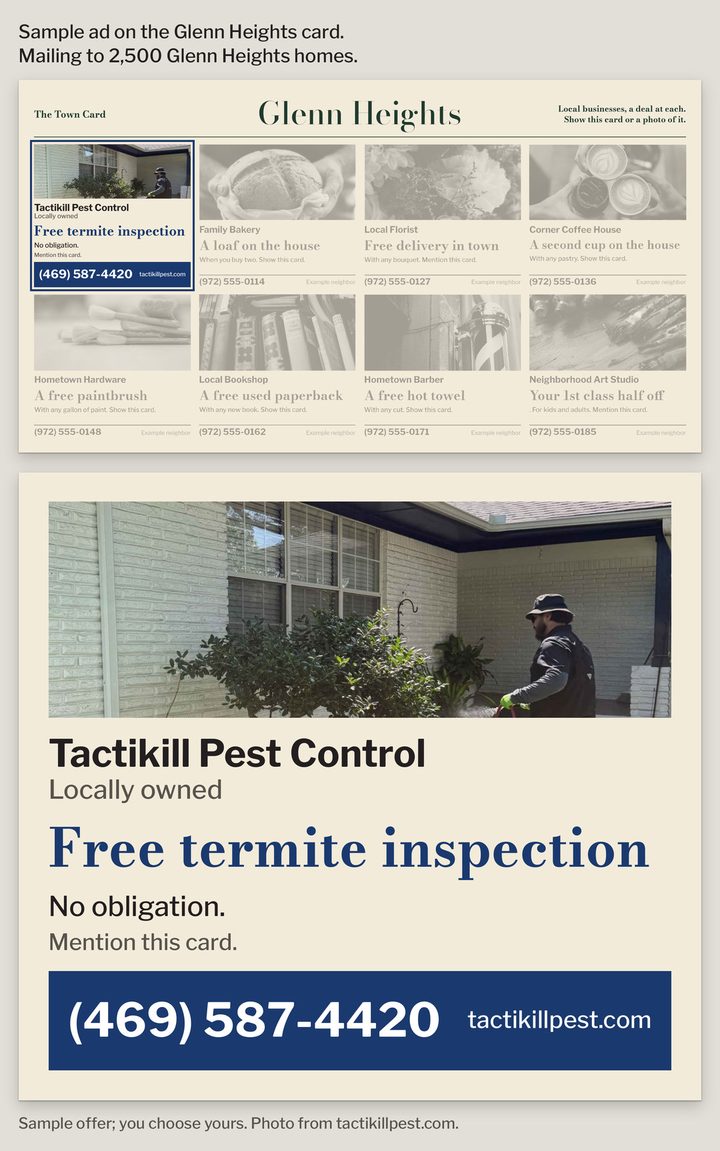 Sample ad on the Glenn Heights card.
Mailing to 2,500 Glenn Heights homes.
The Town Card
Glenn Heights
Local businesses, a deal at each.
Show this card or a photo of it.
Tactikill Pest Control
Locally owned
Free termite inspection
No obligation.
Mention this card.
(469) 587-4420 tactikillpest.com
Family Bakery
A loaf on the house
When you buy two. Show this card.
(972) 555-0114 Example neighbor
Local Florist
Free delivery in town
With any bouquet. Mention this card.
(972) 555-0127 Example neighbor
Corner Coffee House
A second cup on the house
With any pastry. Show this card.
(972) 555-0136 Example neighbor
Hometown Hardware
A free paintbrush
With any gallon of paint. Show this card.
(972) 555-0148 Example neighbor
Local Bookshop
A free used paperback
With any new book. Show this card.
(972) 555-0162 Example neighbor
Hometown Barber
A free hot towel
With any cut. Show this card.
(972) 555-0171 Example neighbor
Neighborhood Art Studio
Your 1st class half off
For kids and adults. Mention this card.
(972) 555-0185 Example neighbor
Tactikill Pest Control
Locally owned
Free termite inspection
No obligation.
Mention this card.
(469) 587-4420 tactikillpest.com
Sample offer; you choose yours. Photo from tactikillpest.com.